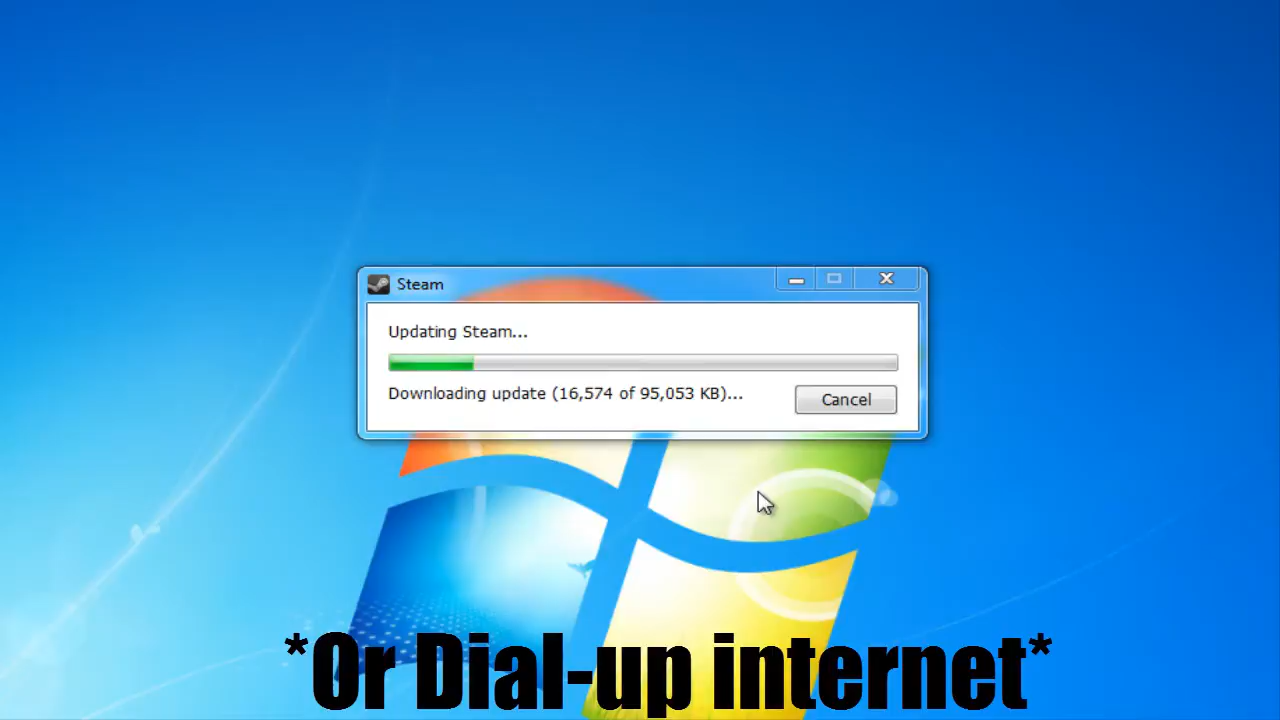 Steam
Updating Steam...
Downloading update (16,574 of 95,053 KB)...
Cancel
*Or Dial-up internet*